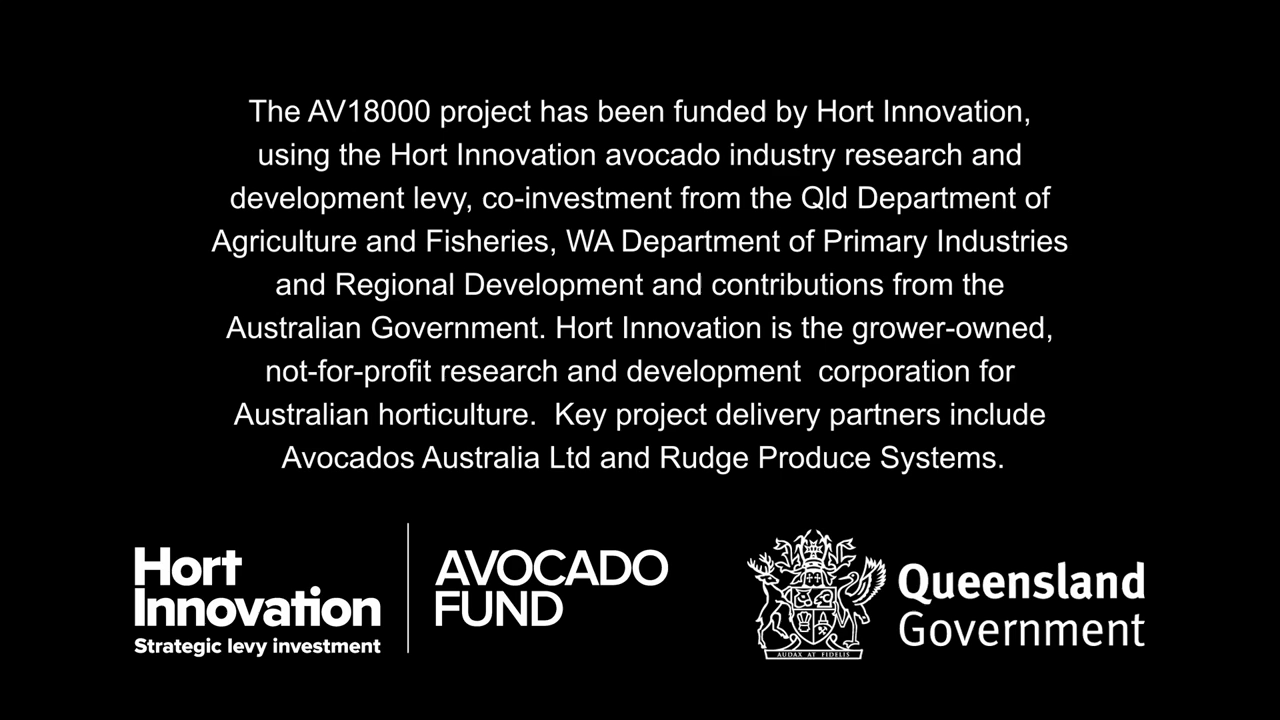 The AV18000 project has been funded by Hort Innovation,
using the Hort Innovation avocado industry research and
development levy, co-investment from the Qld Department of
Agriculture and Fisheries, WA Department of Primary Industries
and Regional Development and contributions from the
Australian Government. Hort Innovation is the grower-owned,
not-for-profit research and development  corporation for
Australian horticulture.  Key project delivery partners include
Avocados Australia Ltd and Rudge Produce Systems.
Hort
Innovation
Strategic levy investment
AVOCADO
FUND
AUDAX AT FIDELIS
Queensland
Government